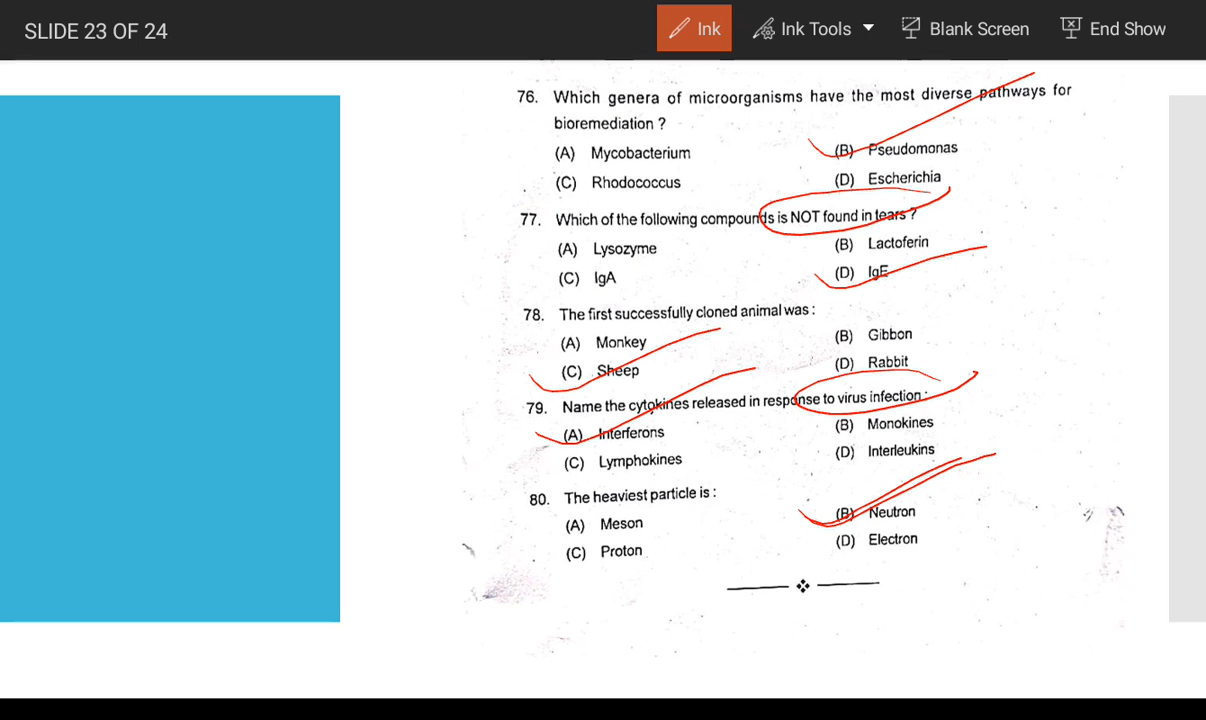 SLIDE 23 OF 24
Ink
Ink Tools
Blank Screen
End Show
76. Which genera of microorganisms have the most diverse pathways for
bioremediation ?
(A) Mycobacterium (B) Pseudomonas
(C) Rhodococcus (D) Escherichia
77. Which of the following compounds is NOT found in tears ?
(A) Lysozyme (B) Lactoferin
(C) IgA (D) IgE
78. The first successfully cloned animal was :
(A) Monkey (B) Gibbon
(C) Sheep (D) Rabbit
79. Name the cytokines released in response to virus infection :
(A) Interferons (B) Monokines
(C) Lymphokines (D) Interleukins
80. The heaviest particle is :
(A) Meson (B) Neutron
(C) Proton (D) Electron